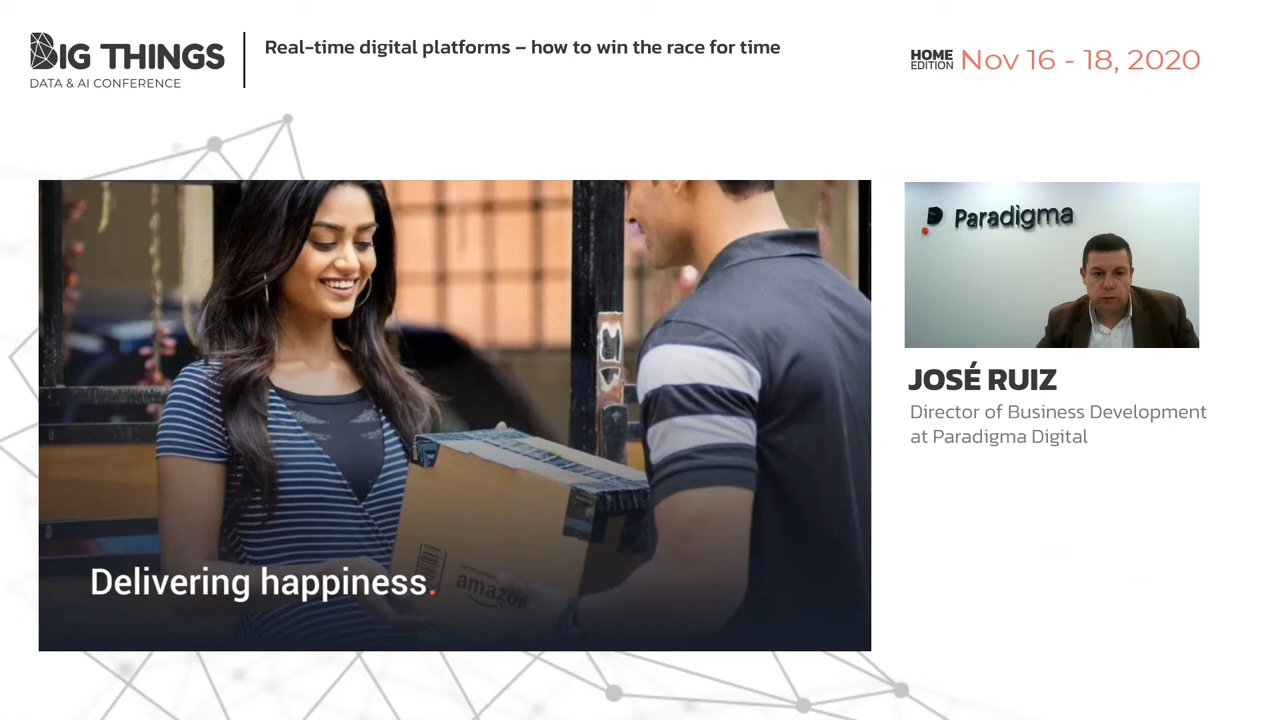 BIG THINGS
DATA & AI CONFERENCE
Real-time digital platforms – how to win the race for time
HOME
EDITION
Nov 16 - 18, 2020
Paradigma
JOSÉ RUIZ
Director of Business Development
at Paradigma Digital
amazon
Delivering happiness.